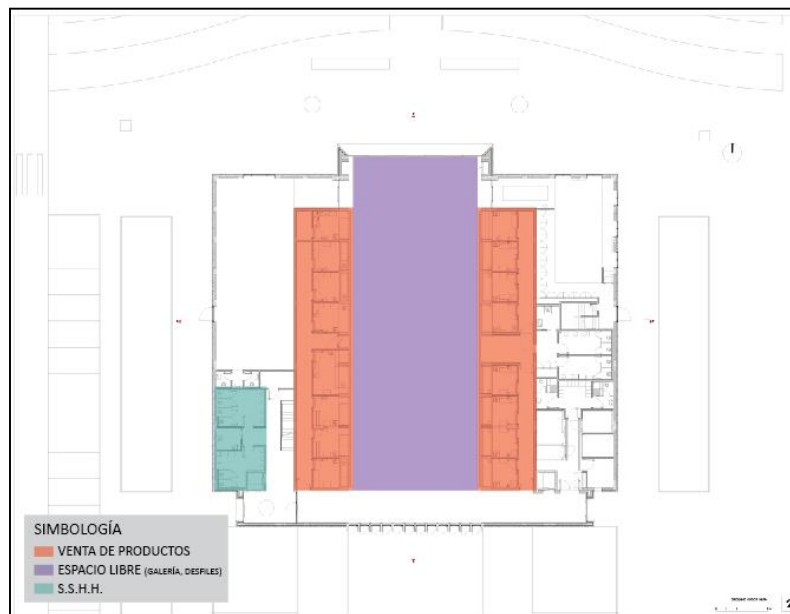 SIMBOLOGÍA
VENTA DE PRODUCTOS
ESPACIO LIBRE (GALERÍA, DESFILES)
S.S.H.H.